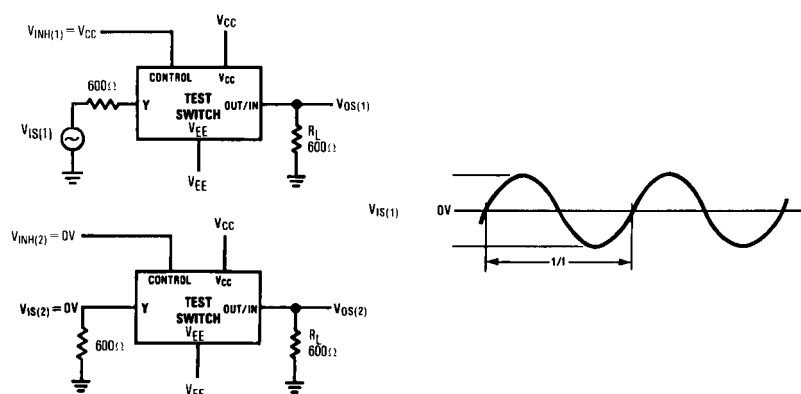 VCC
VINH(1) = VCC
600Ω
CONTROL VCC
Y TEST SWITCH OUT/IN
VOS(1)
VIS(1)
VEE
RL
600Ω
VEE
VCC
VINH(2) = 0V
CONTROL VCC
VIS(2) = 0V
Y TEST SWITCH OUT/IN
VOS(2)
VEE
600Ω
RL
600Ω
VEE
VIS(1) 0V
1/f